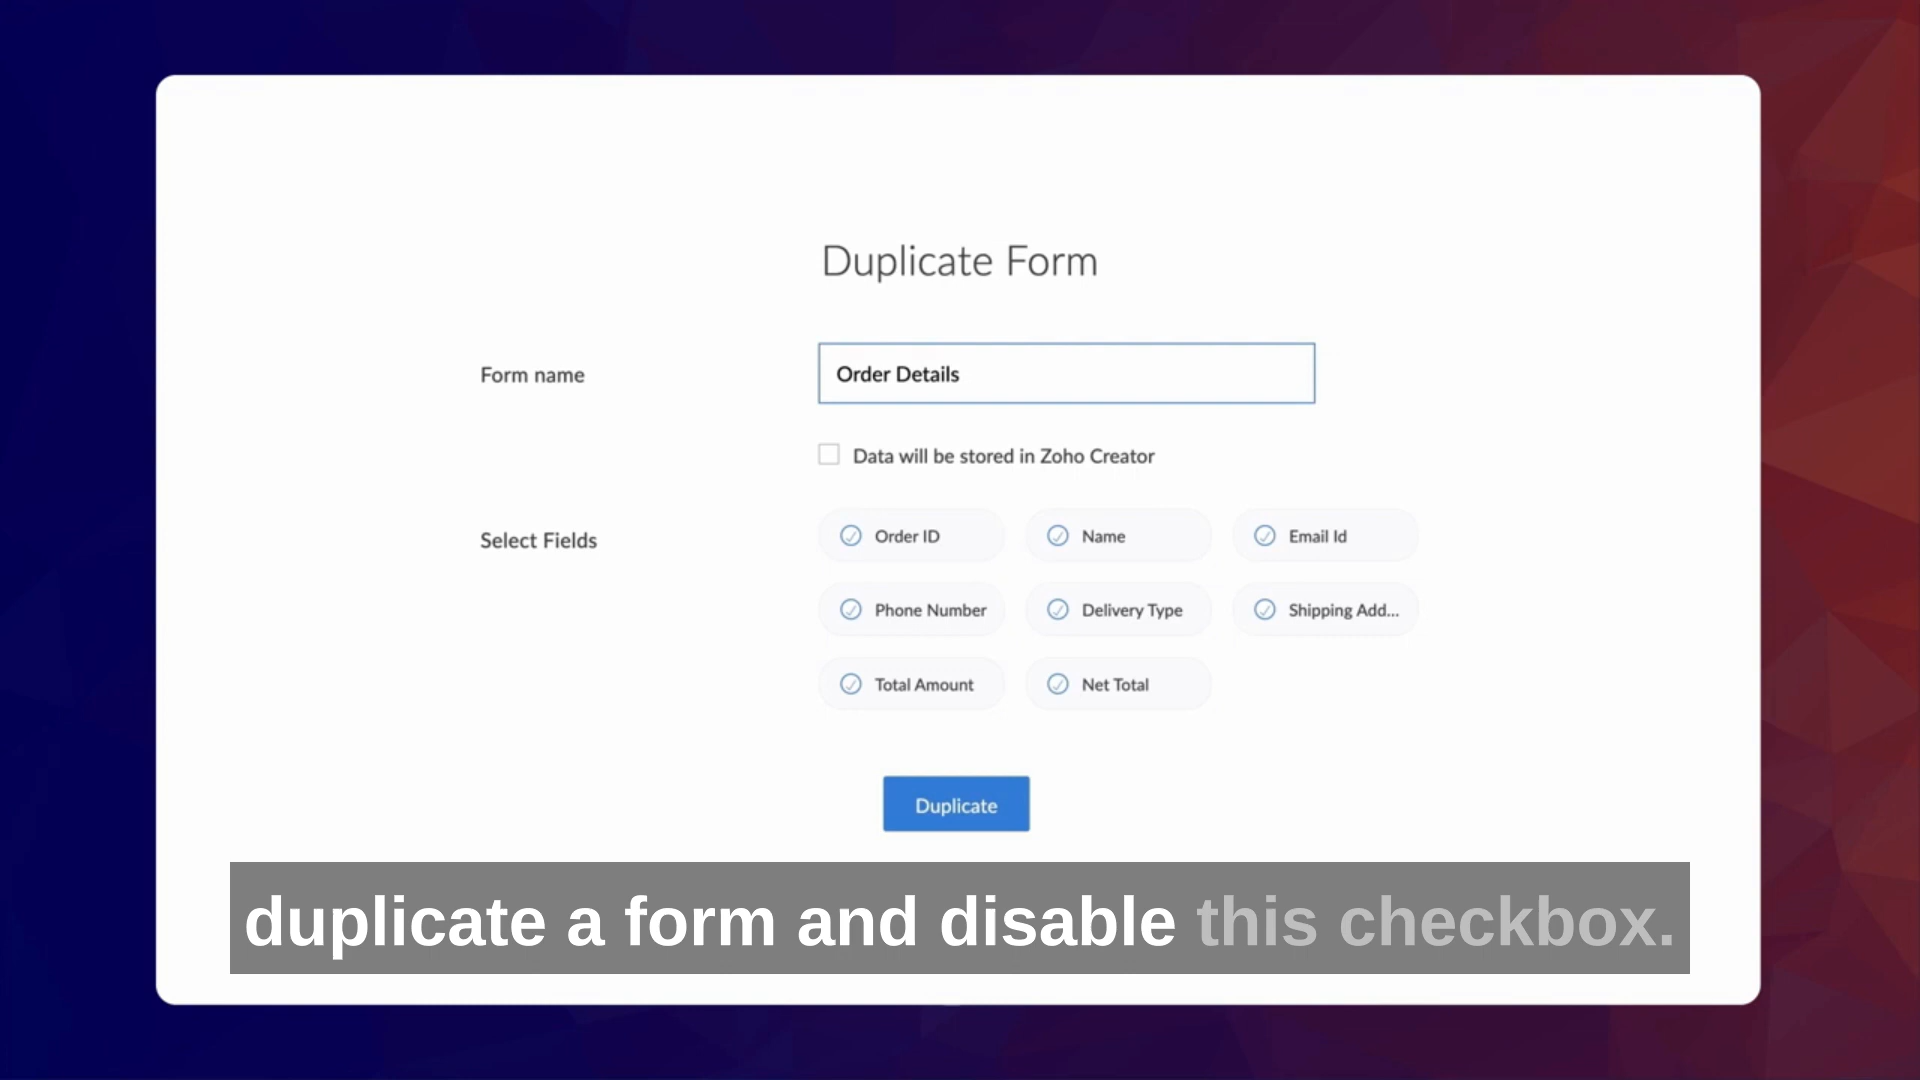 Duplicate Form
Form name
Order Details
Data will be stored in Zoho Creator
Select Fields
Order ID
Name
Email Id
Phone Number
Delivery Type
Shipping Add...
Total Amount
Net Total
Duplicate
duplicate a form and disable this checkbox.